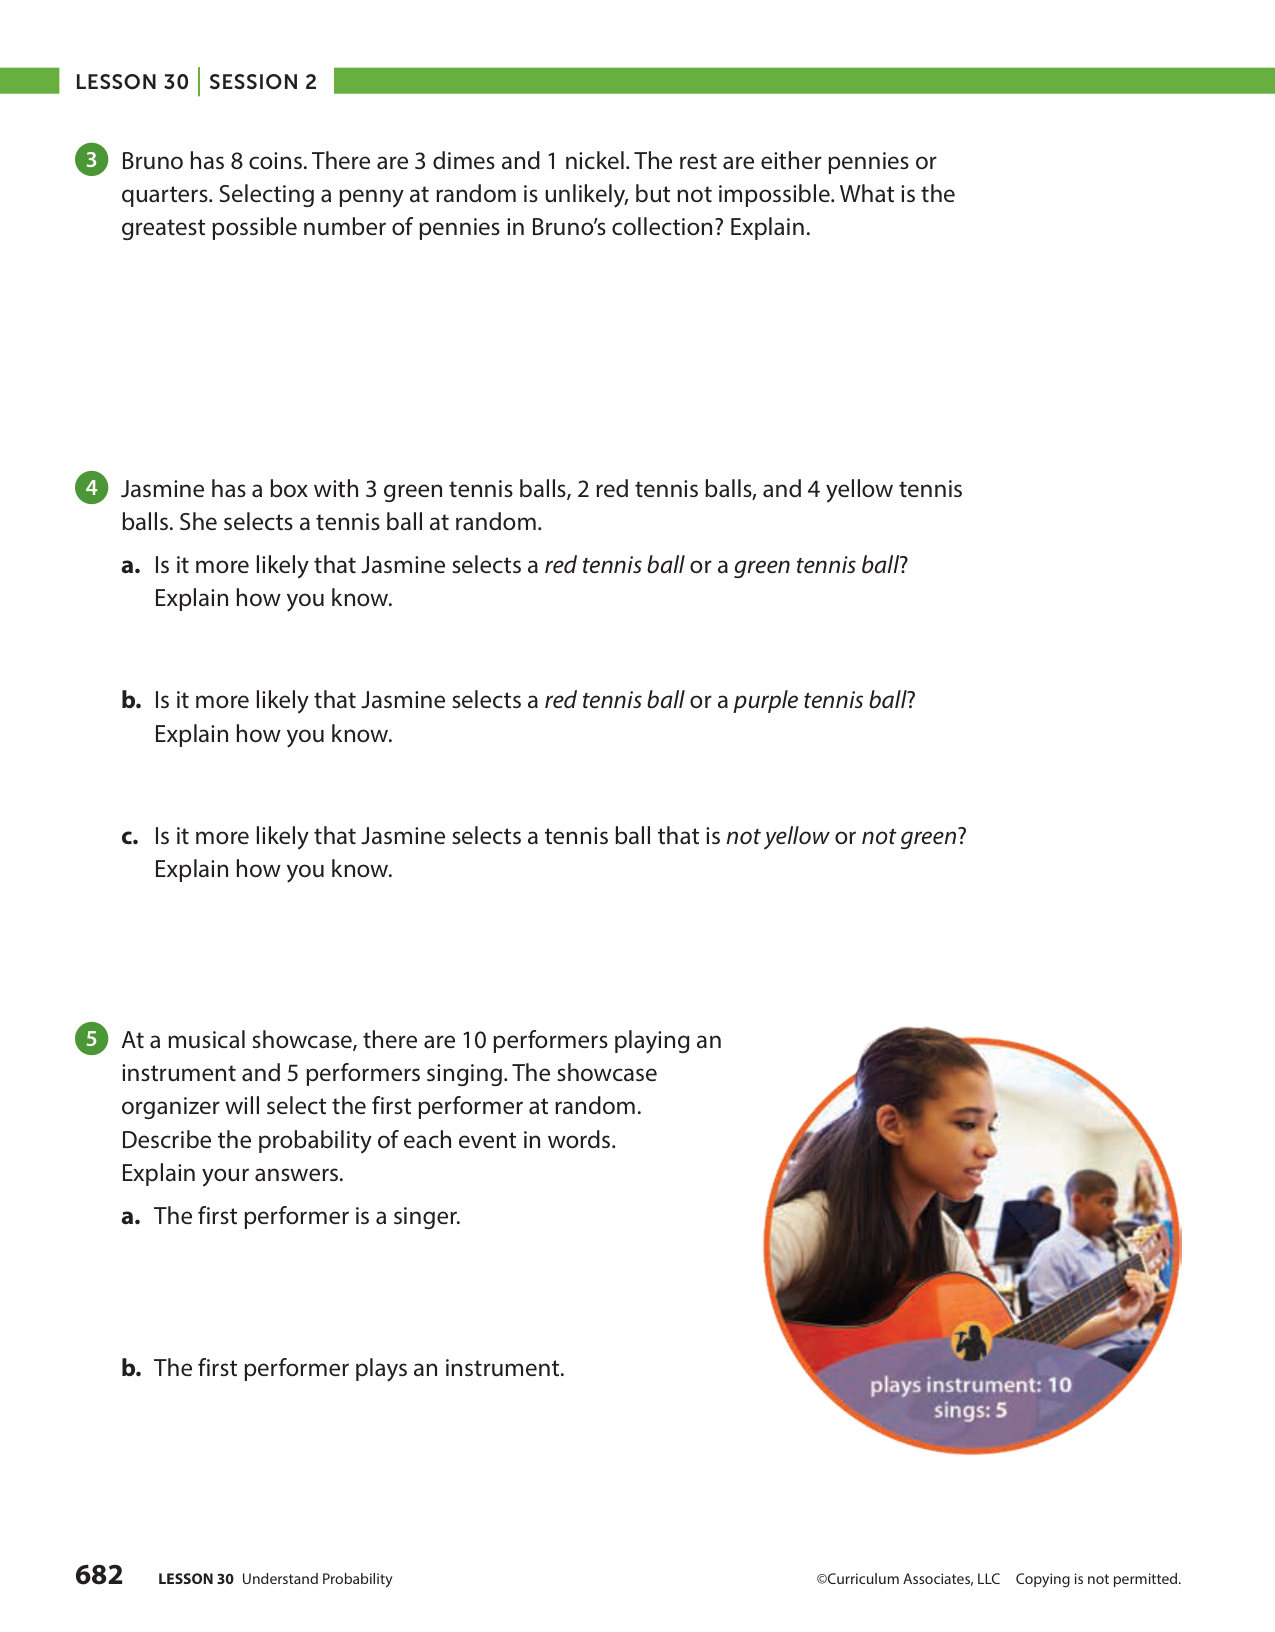 LESSON 30 | SESSION 2
3 Bruno has 8 coins. There are 3 dimes and 1 nickel. The rest are either pennies or
quarters. Selecting a penny at random is unlikely, but not impossible. What is the
greatest possible number of pennies in Bruno’s collection? Explain.
4 Jasmine has a box with 3 green tennis balls, 2 red tennis balls, and 4 yellow tennis
balls. She selects a tennis ball at random.
a. Is it more likely that Jasmine selects a red tennis ball or a green tennis ball?
Explain how you know.
b. Is it more likely that Jasmine selects a red tennis ball or a purple tennis ball?
Explain how you know.
c. Is it more likely that Jasmine selects a tennis ball that is not yellow or not green?
Explain how you know.
5 At a musical showcase, there are 10 performers playing an
instrument and 5 performers singing. The showcase
organizer will select the first performer at random.
Describe the probability of each event in words.
Explain your answers.
a. The first performer is a singer.
b. The first performer plays an instrument.
plays instrument: 10
sings: 5
682 LESSON 30 Understand Probability
©Curriculum Associates, LLC Copying is not permitted.